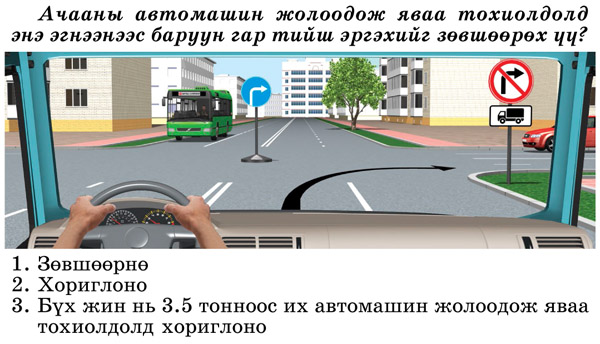 Ачааны автомашин жолоодож яваа тохиолдолд
энэ эгнээнээс баруун гар тийш эргэхийг зөвшөөрөх үү?
1. Зөвшөөрнө
2. Хориглоно
3. Бүх жин нь 3.5 тонноос их автомашин жолоодож яваа
тохиолдолд хориглоно